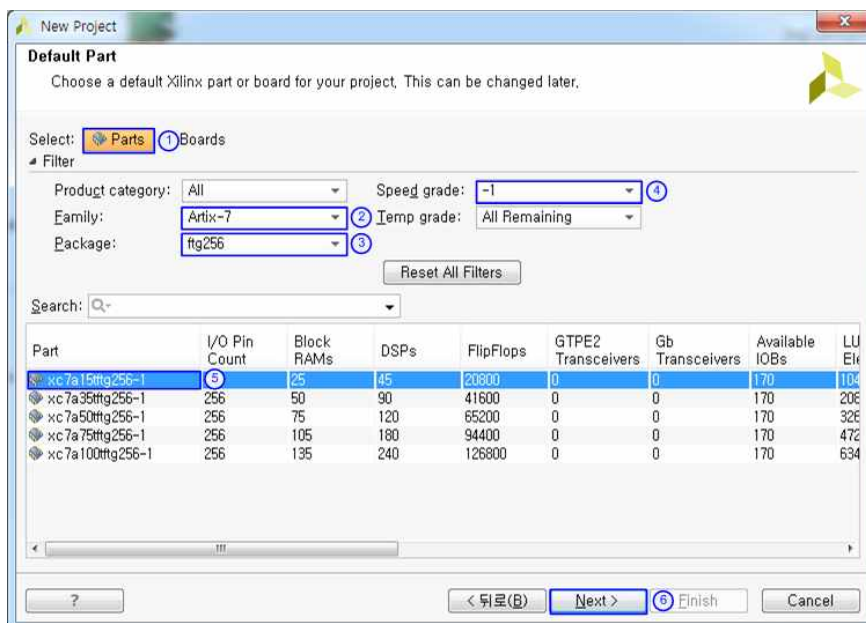 New Project
Default Part
Choose a default Xilinx part or board for your project. This can be changed later.
Select: Parts ① Boards
Filter
Product category: All Speed grade: -1 ④
Family: Artix-7 ② Temp grade: All Remaining
Package: ftg256 ③
Reset All Filters
Search:
Part I/O Pin Count Block RAMs DSPs FlipFlops GTPE2 Transceivers Gb Transceivers Available IOBs
xc7a15tftg256-1 ⑤ 25 45 20800 0 0 170 104
xc7a35tftg256-1 256 50 90 41600 0 0 170 208
xc7a50tftg256-1 256 75 120 65200 0 0 170 326
xc7a75tftg256-1 256 105 180 94400 0 0 170 472
xc7a100tftg256-1 256 135 240 126800 0 0 170 634
? < 뒤로(B) Next > ⑥ Finish Cancel